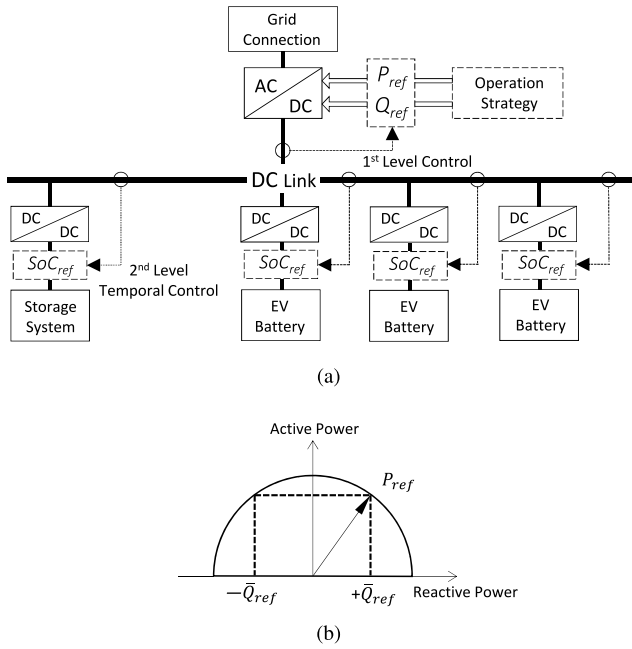 Grid
Connection
AC
DC
P_ref
Q_ref
Operation
Strategy
1st Level Control
DC Link
DC
DC
DC
DC
DC
DC
DC
DC
SoC_ref
2nd Level
Temporal Control
SoC_ref
SoC_ref
SoC_ref
Storage
System
EV
Battery
EV
Battery
EV
Battery
(a)
Active Power
P_ref
−Q̅_ref
+Q̅_ref
Reactive Power
(b)